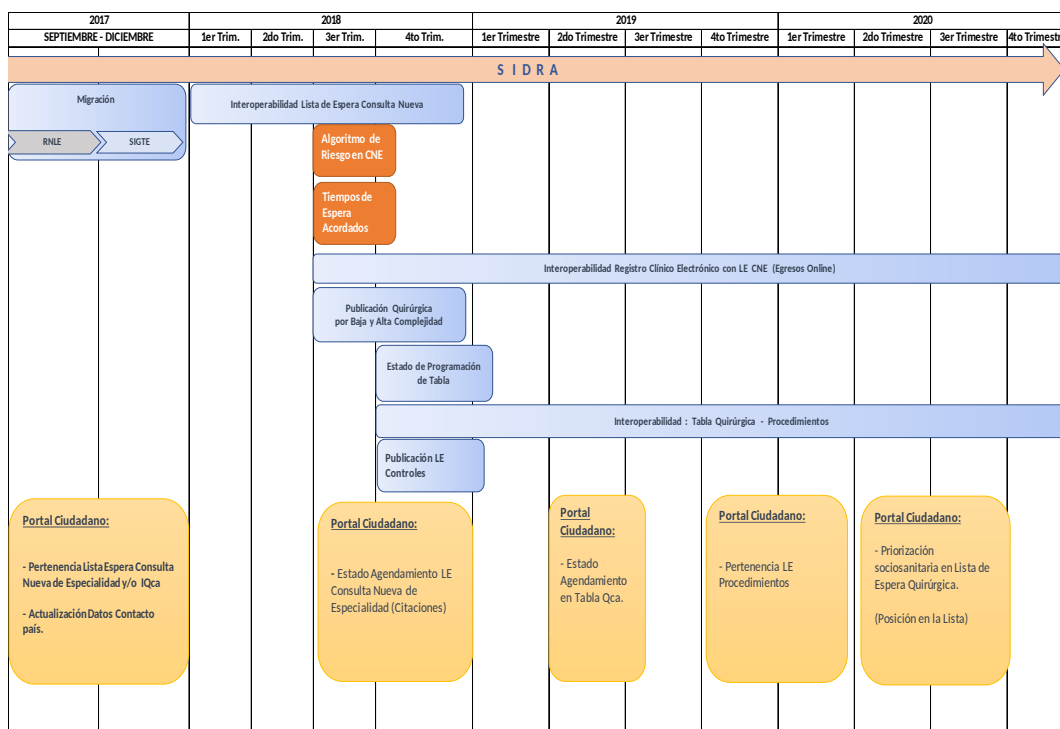 2017
2018
2019
2020
SEPTIEMBRE - DICIEMBRE
1er Trim.
2do Trim.
3er Trim.
4to Trim.
1er Trimestre
2do Trimestre
3er Trimestre
4to Trimestre
1er Trimestre
2do Trimestre
3er Trimestre
4to Trimestr
S I D R A
Migración
RNLE
SIGTE
Interoperabilidad Lista de Espera Consulta Nueva
Algoritmo de
Riesgo en CNE
Tiempos de
Espera
Acordados
Interoperabilidad Registro Clínico Electrónico con LE CNE (Egresos Online)
Publicación Quirúrgica
por Baja y Alta Complejidad
Estado de Programación
de Tabla
Interoperabilidad : Tabla Quirúrgica - Procedimientos
Publicación LE
Controles
Portal Ciudadano:
- Pertenencia Lista Espera Consulta
Nueva de Especialidad y/o IQca
- Actualización Datos Contacto
país.
Portal Ciudadano:
- Estado Agendamiento LE
Consulta Nueva de
Especialidad (Citaciones)
Portal
Ciudadano:
- Estado
Agendamiento
en Tabla Qca.
Portal Ciudadano:
- Pertenencia LE
Procedimientos
Portal Ciudadano:
- Priorización
sociosanitaria en Lista de
Espera Quirúrgica.
(Posición en la Lista)